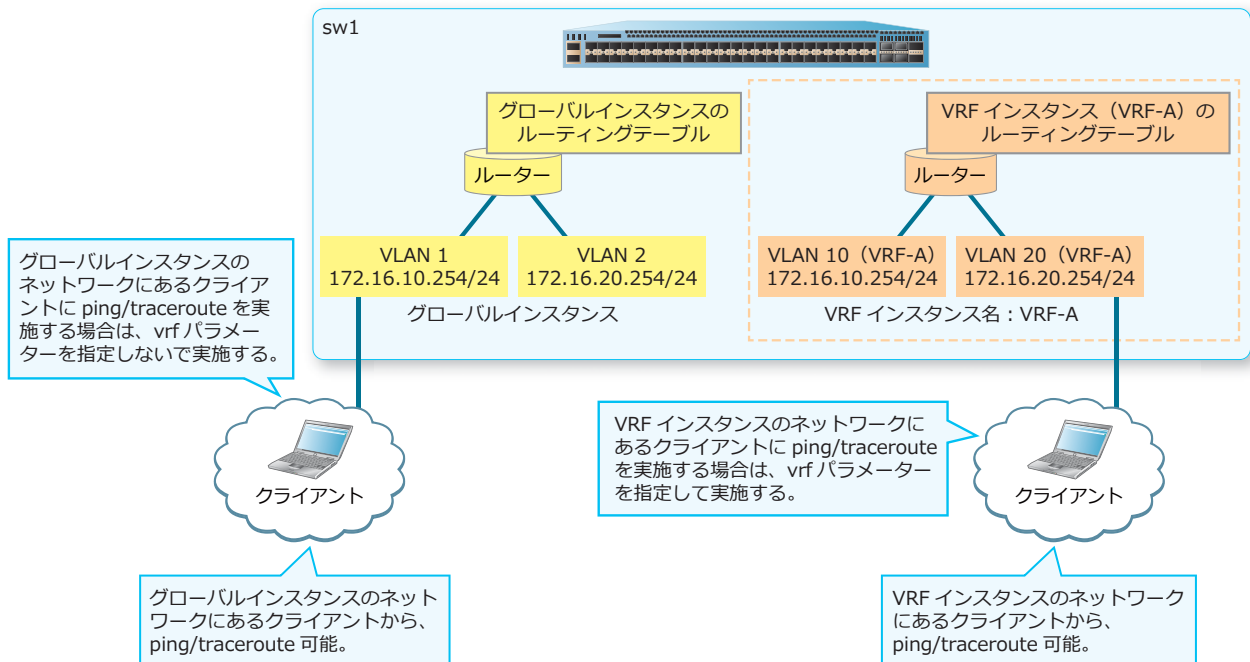 sw1
グローバルインスタンスの
ルーティングテーブル
ルーター
VRF インスタンス（VRF-A）の
ルーティングテーブル
ルーター
VLAN 1
172.16.10.254/24
VLAN 2
172.16.20.254/24
グローバルインスタンス
VLAN 10（VRF-A）
172.16.10.254/24
VLAN 20（VRF-A）
172.16.20.254/24
VRF インスタンス名：VRF-A
グローバルインスタンスの
ネットワークにあるクライア
ントに ping/traceroute を実
施する場合は、vrf パラメー
ターを指定しないで実施する。
クライアント
VRF インスタンスのネットワークに
あるクライアントに ping/traceroute
を実施する場合は、vrf パラメーター
を指定して実施する。
クライアント
グローバルインスタンスのネット
ワークにあるクライアントから、
ping/traceroute 可能。
VRF インスタンスのネットワーク
にあるクライアントから、
ping/traceroute 可能。